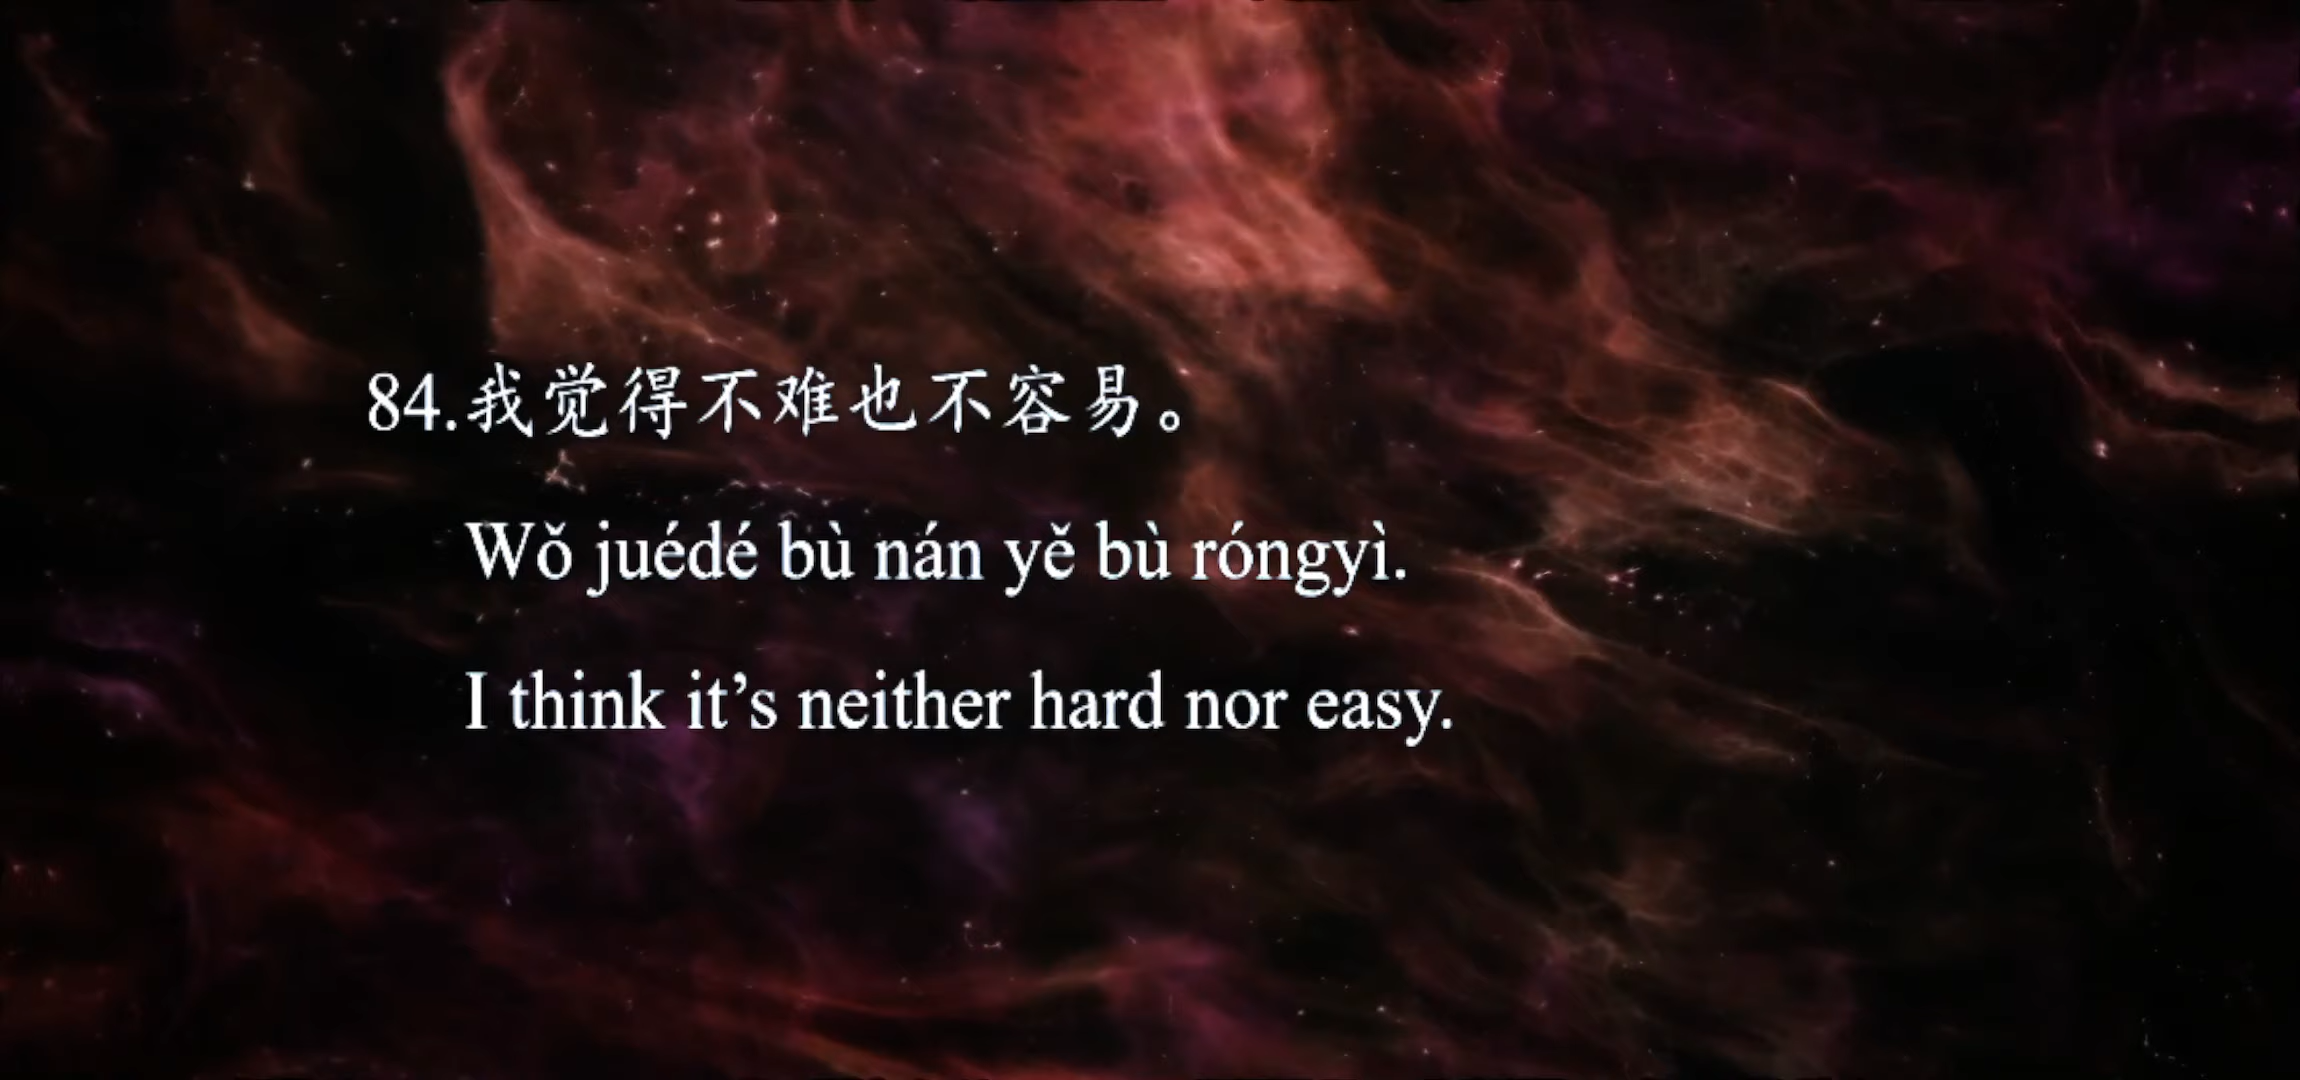 84.我觉得不难也不容易。
Wǒ juédé bù nán yě bù róngyì.
I think it’s neither hard nor easy.